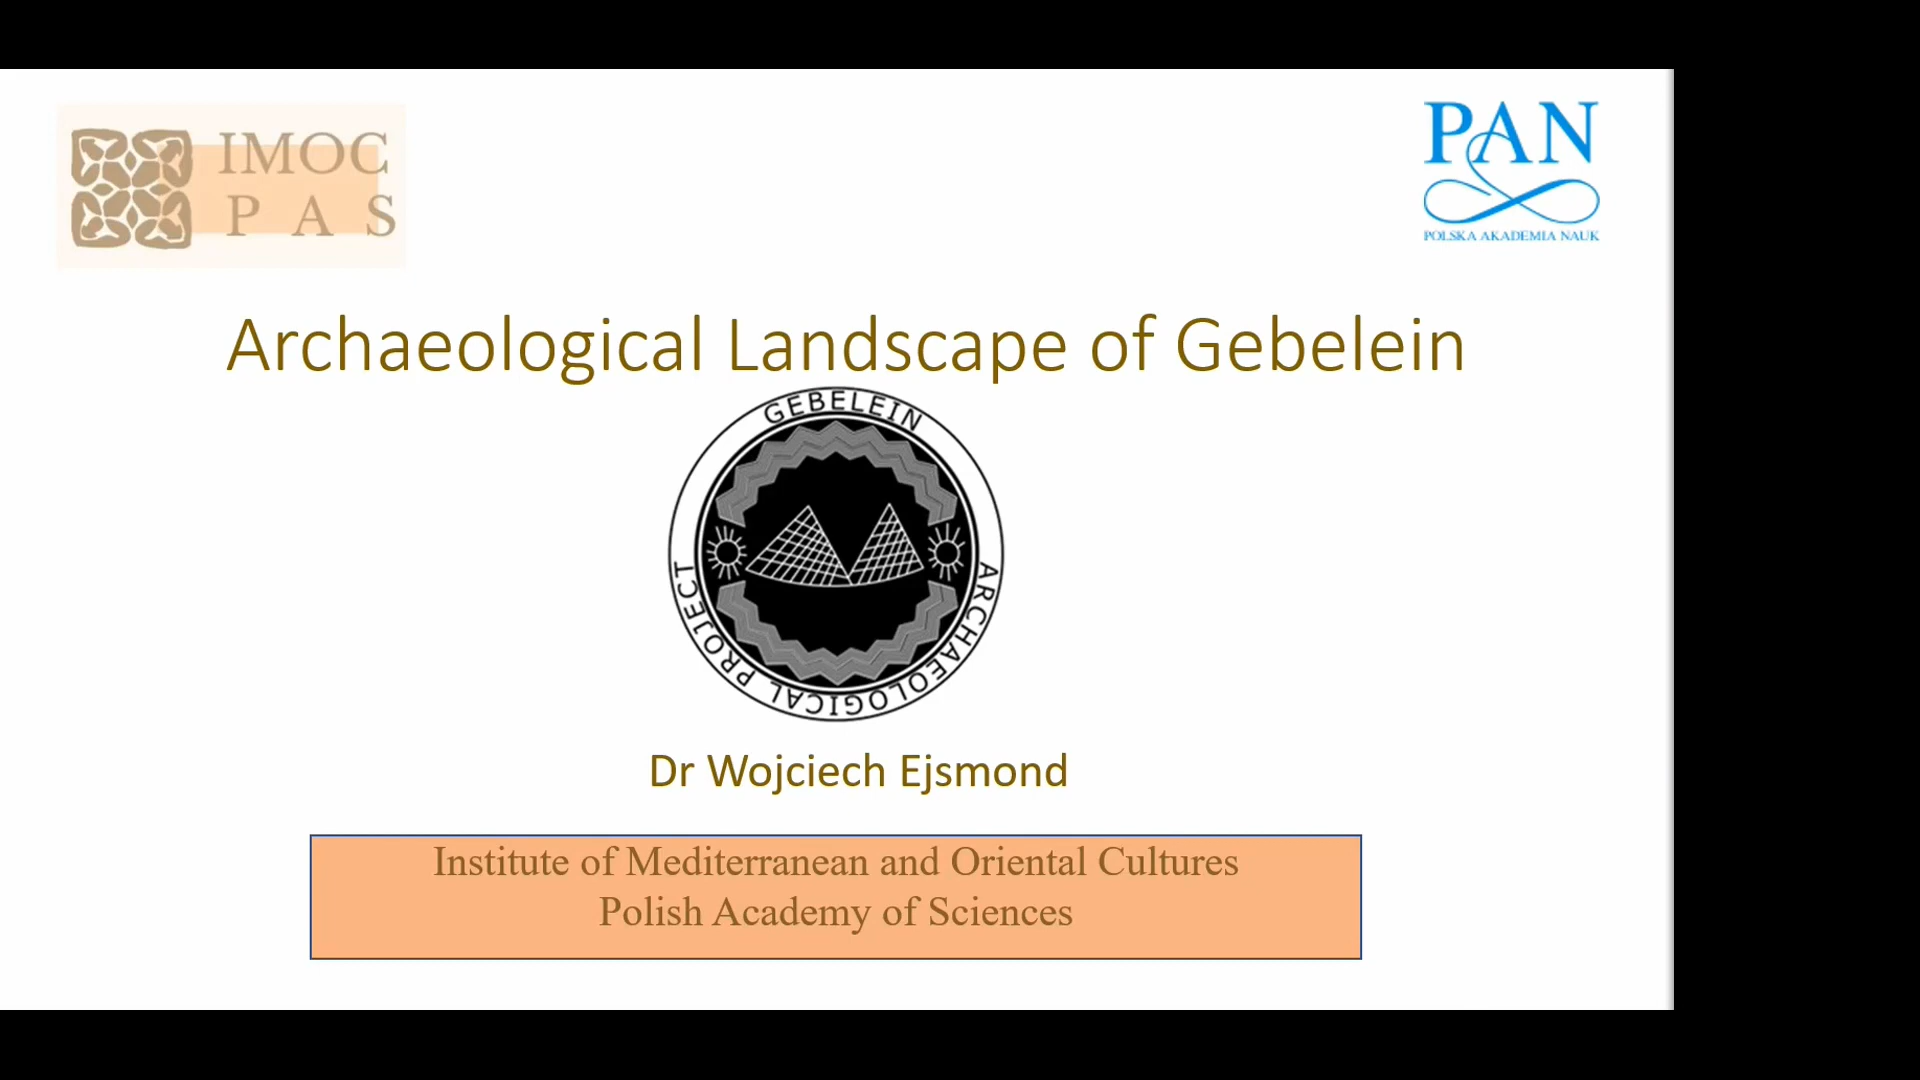 IMOC
P A S
PAN
POLSKA AKADEMIA NAUK
Archaeological Landscape of Gebelein
GEBELEIN
ARCHAEOLOGICAL PROJECT
Dr Wojciech Ejsmond
Institute of Mediterranean and Oriental Cultures
Polish Academy of Sciences